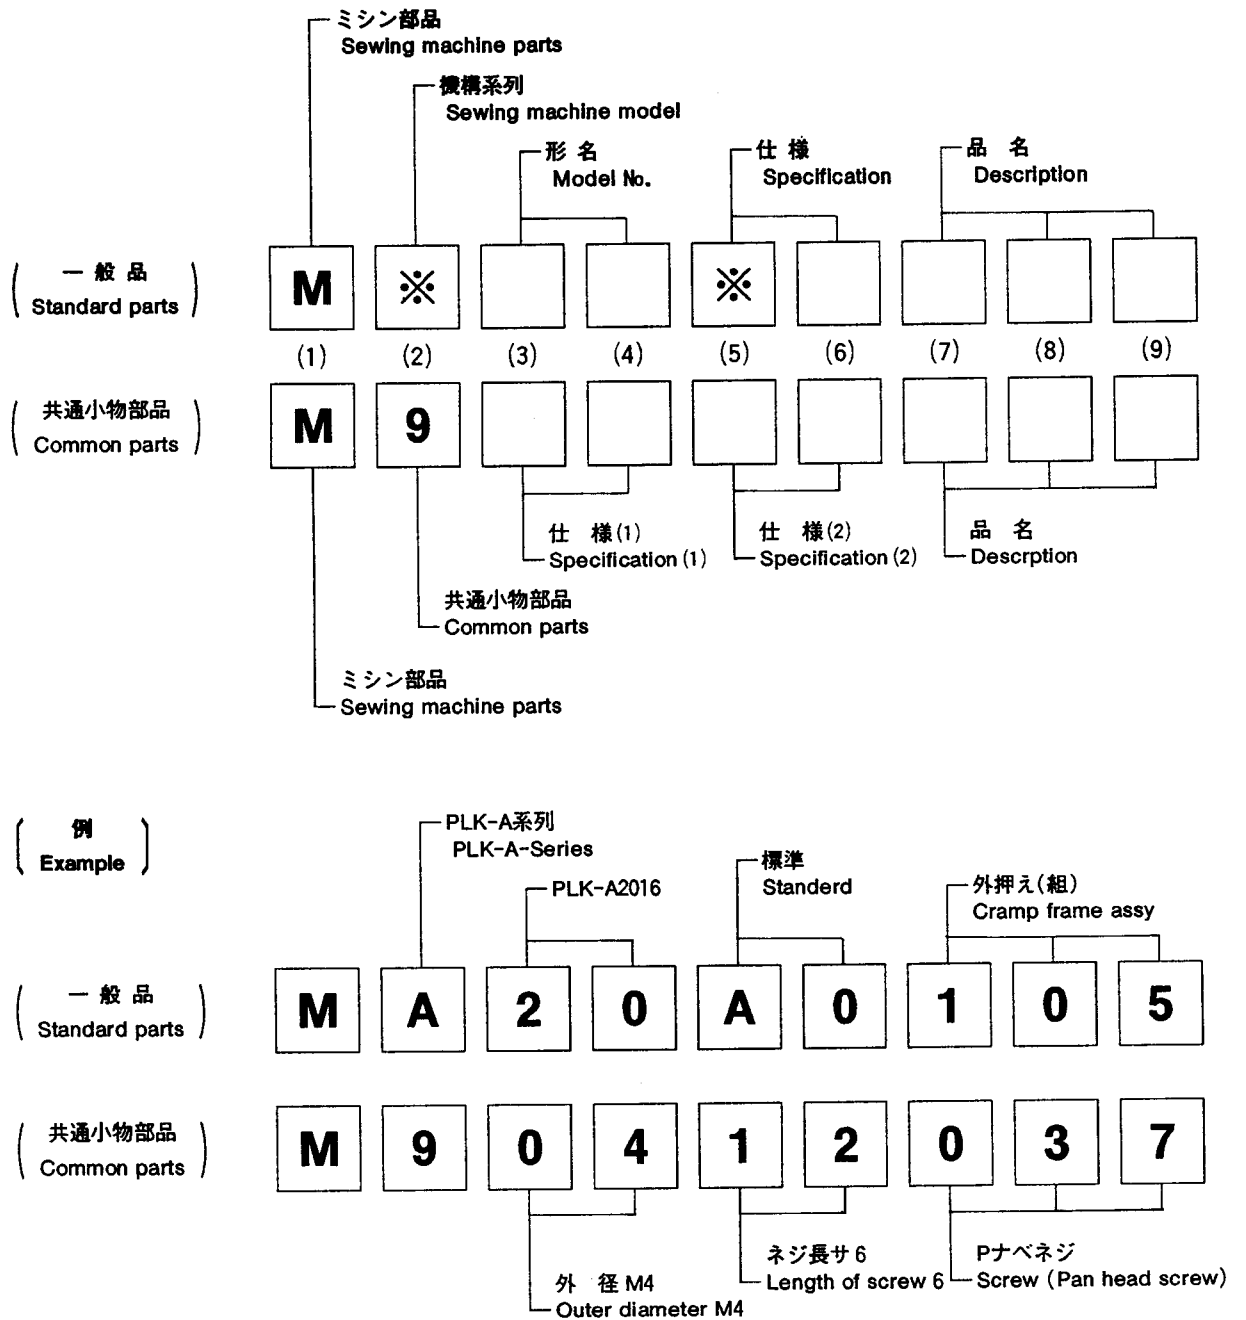 ミシン部品
Sewing machine parts
機構系列
Sewing machine model
形 名
Model No.
仕 様
Specification
品 名
Description
一 般 品
Standard parts
M ※ ※
(1) (2) (3) (4) (5) (6) (7) (8) (9)
共通小物部品
Common parts
M 9
仕 様(1)
Specification (1)
仕 様(2)
Specification (2)
品 名
Descrption
共通小物部品
Common parts
ミシン部品
Sewing machine parts
例
Example
PLK-A系列
PLK-A-Series
PLK-A2016
標準
Standerd
外押え(組)
Cramp frame assy
一 般 品
Standard parts
M A 2 0 A 0 1 0 5
共通小物部品
Common parts
M 9 0 4 1 2 0 3 7
外 径 M4
Outer diameter M4
ネジ長サ 6
Length of screw 6
Pナベネジ
Screw (Pan head screw)